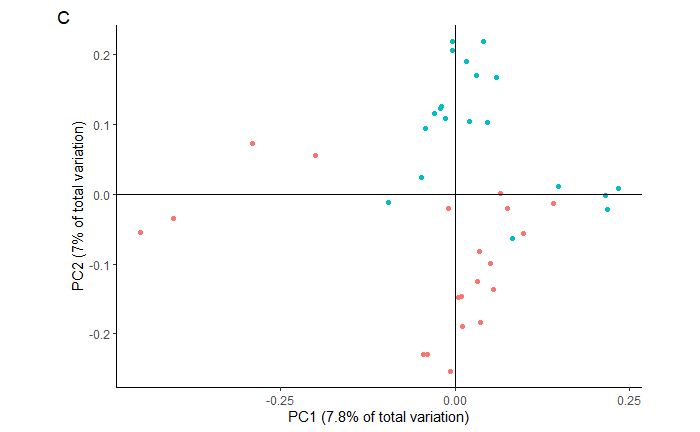 C
0.2
0.1
0.0
-0.1
-0.2
PC2 (7% of total variation)
-0.25
0.00
0.25
PC1 (7.8% of total variation)